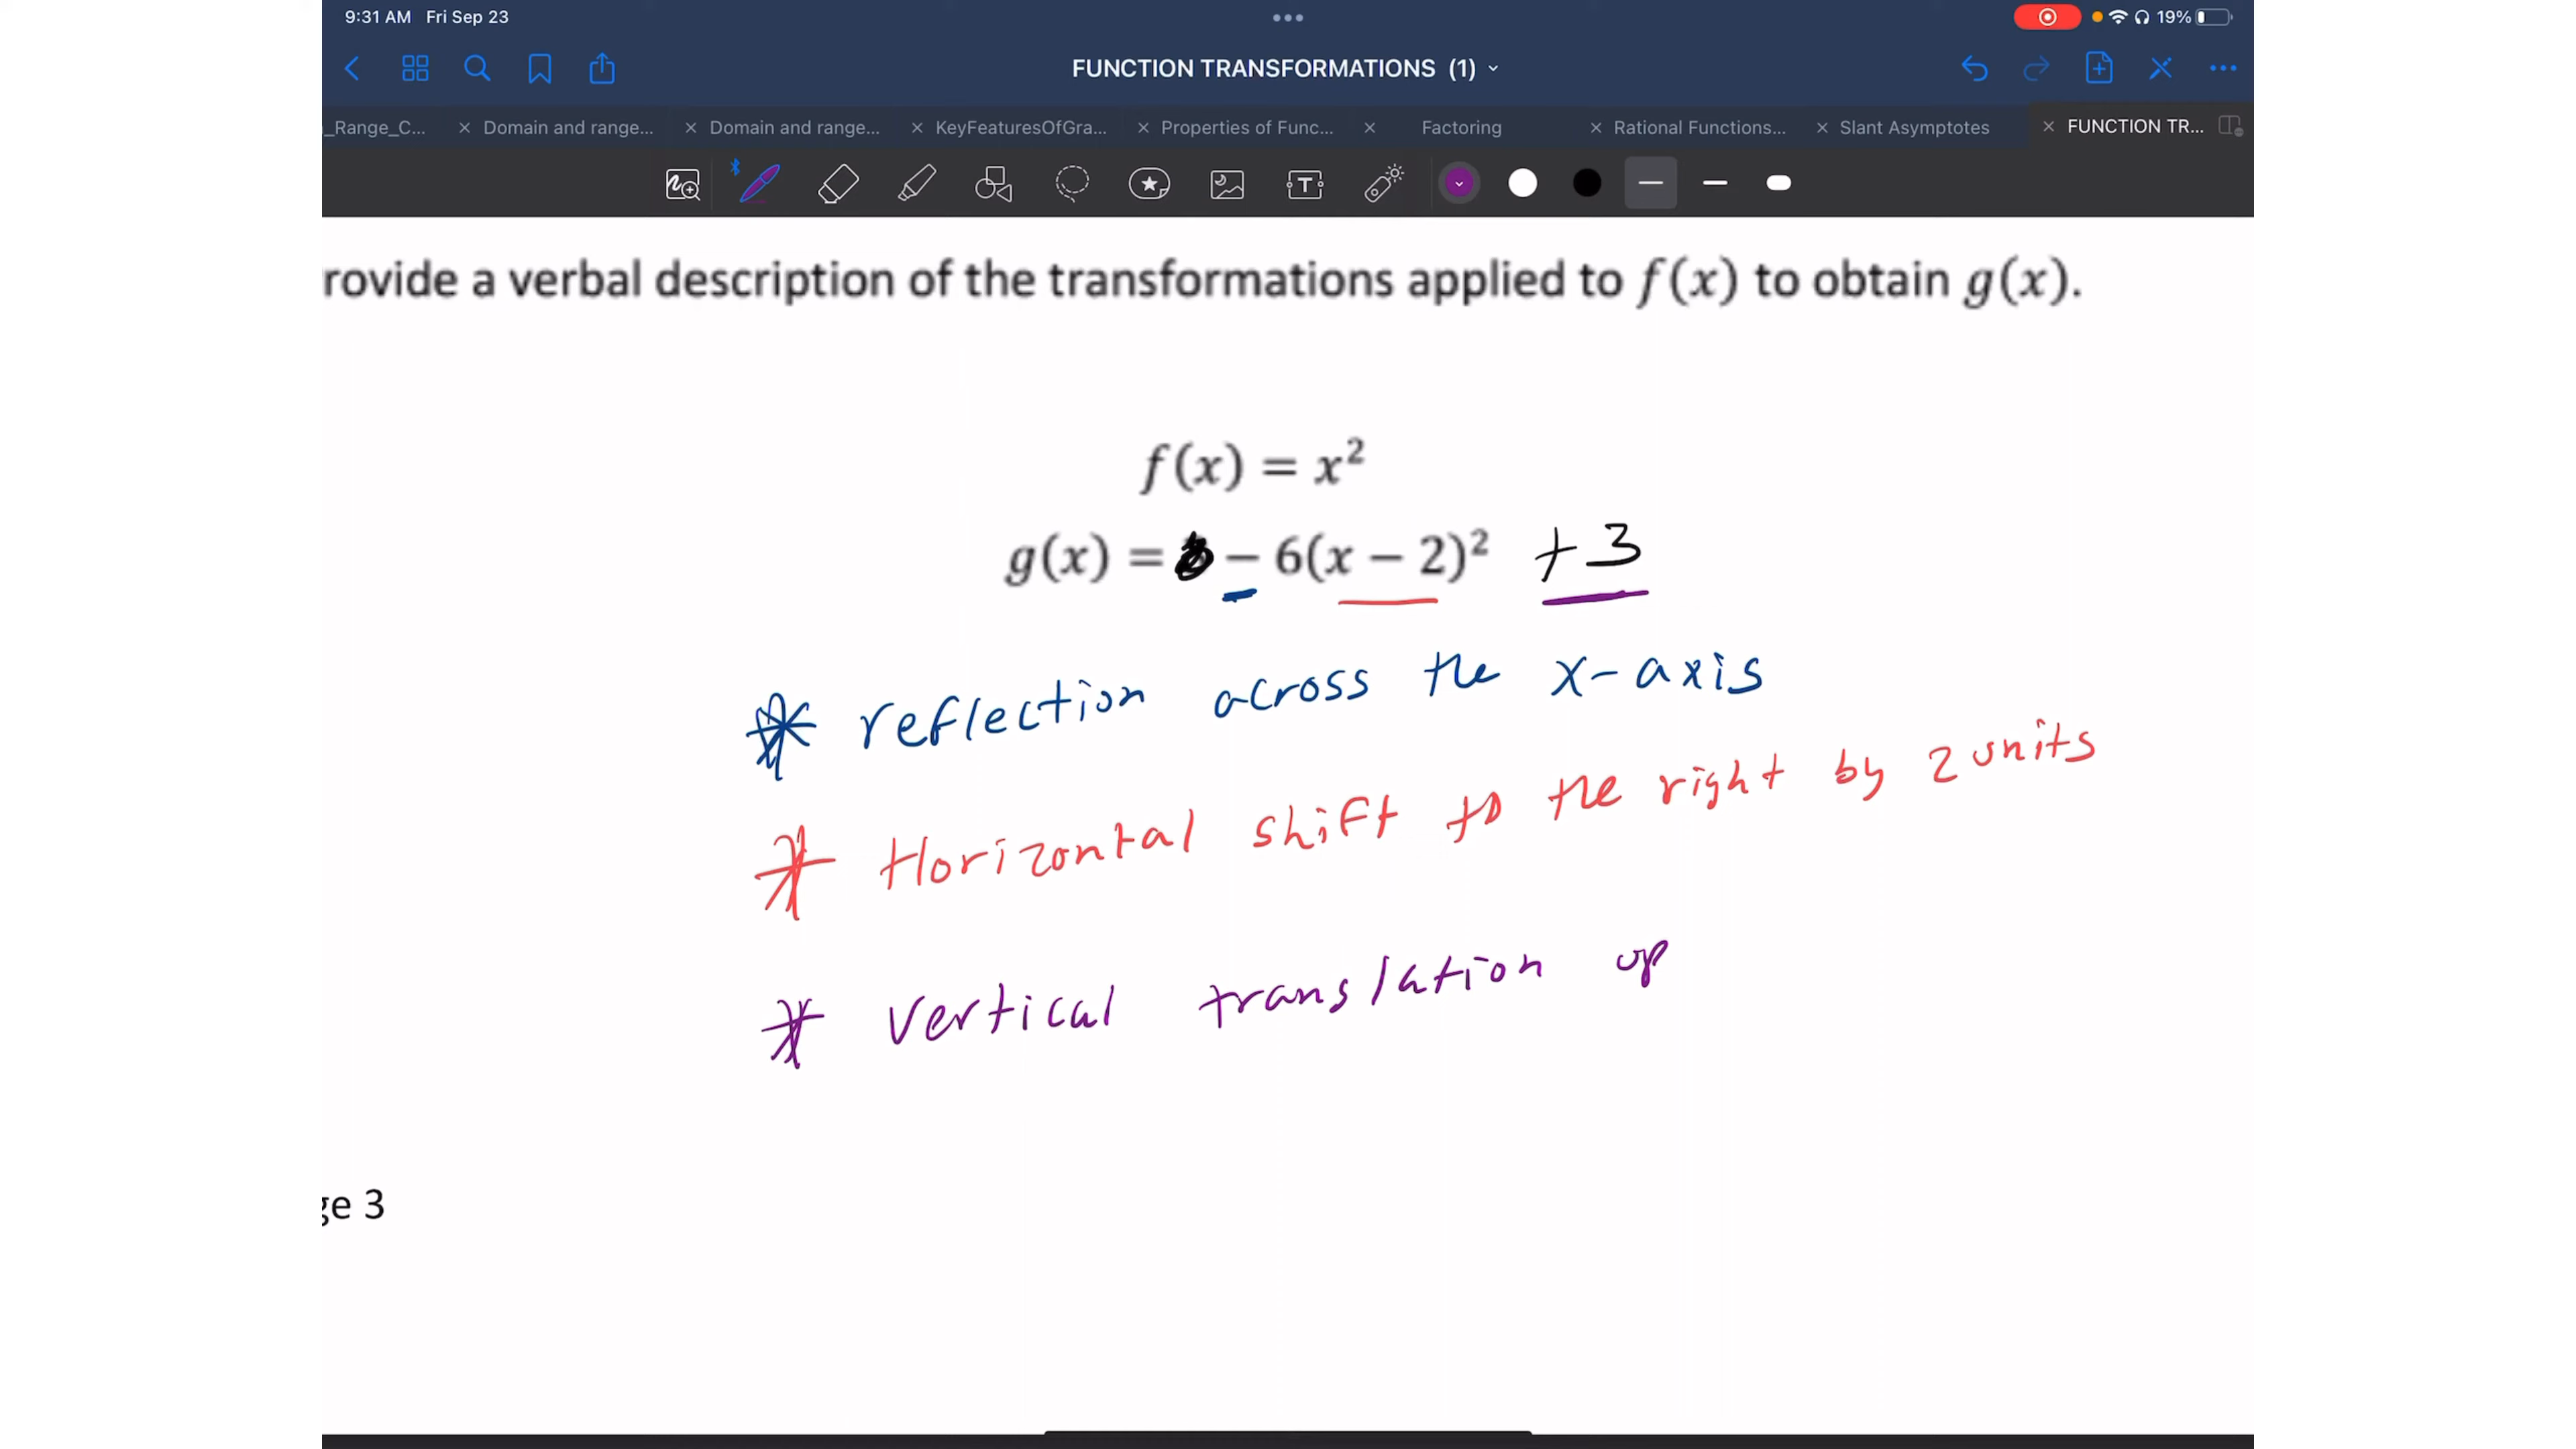 9:31 AM Fri Sep 23
19%
FUNCTION TRANSFORMATIONS (1)
_Range_C... Domain and range... Domain and range... KeyFeaturesOfGra... Properties of Func... Factoring Rational Functions... Slant Asymptotes FUNCTION TR...
rovide a verbal description of the transformations applied to f(x) to obtain g(x).
f(x) = x²
g(x) = − 6(x − 2)² + 3
* reflection across the x-axis
* Horizontal shift to the right by 2 units
* Vertical translation up
ge 3